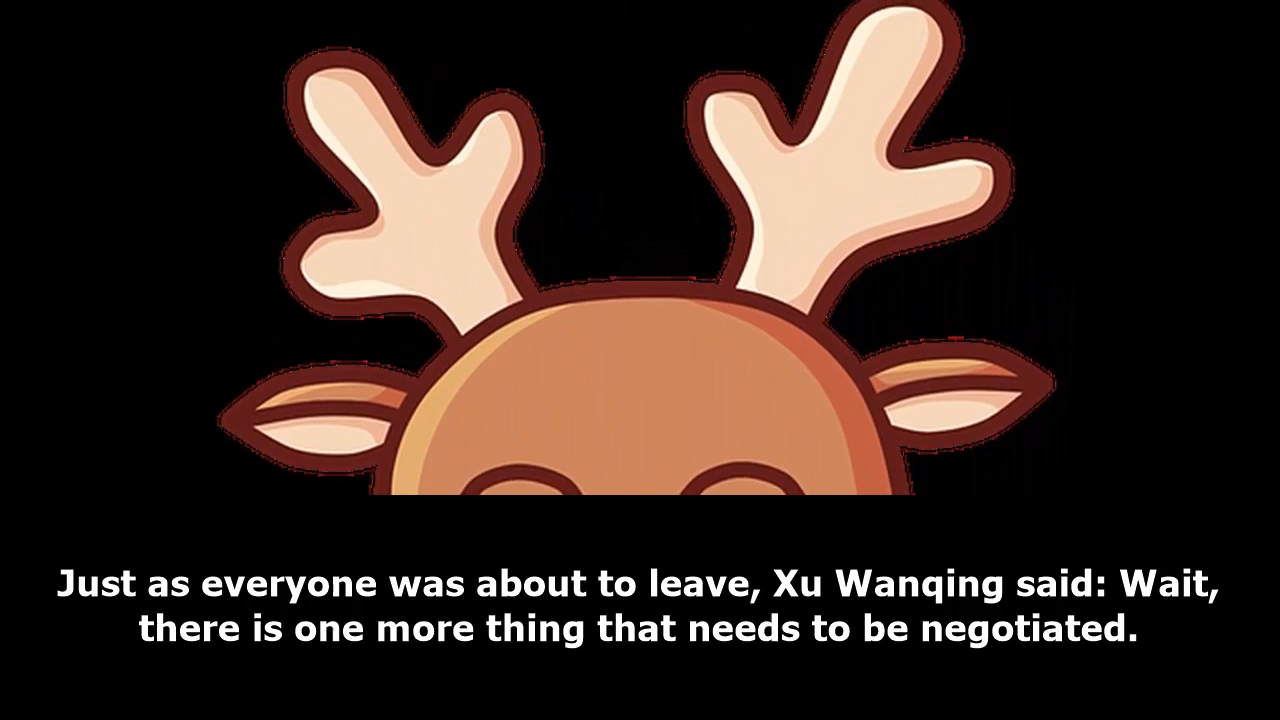 Just as everyone was about to leave, Xu Wanqing said: Wait,
there is one more thing that needs to be negotiated.